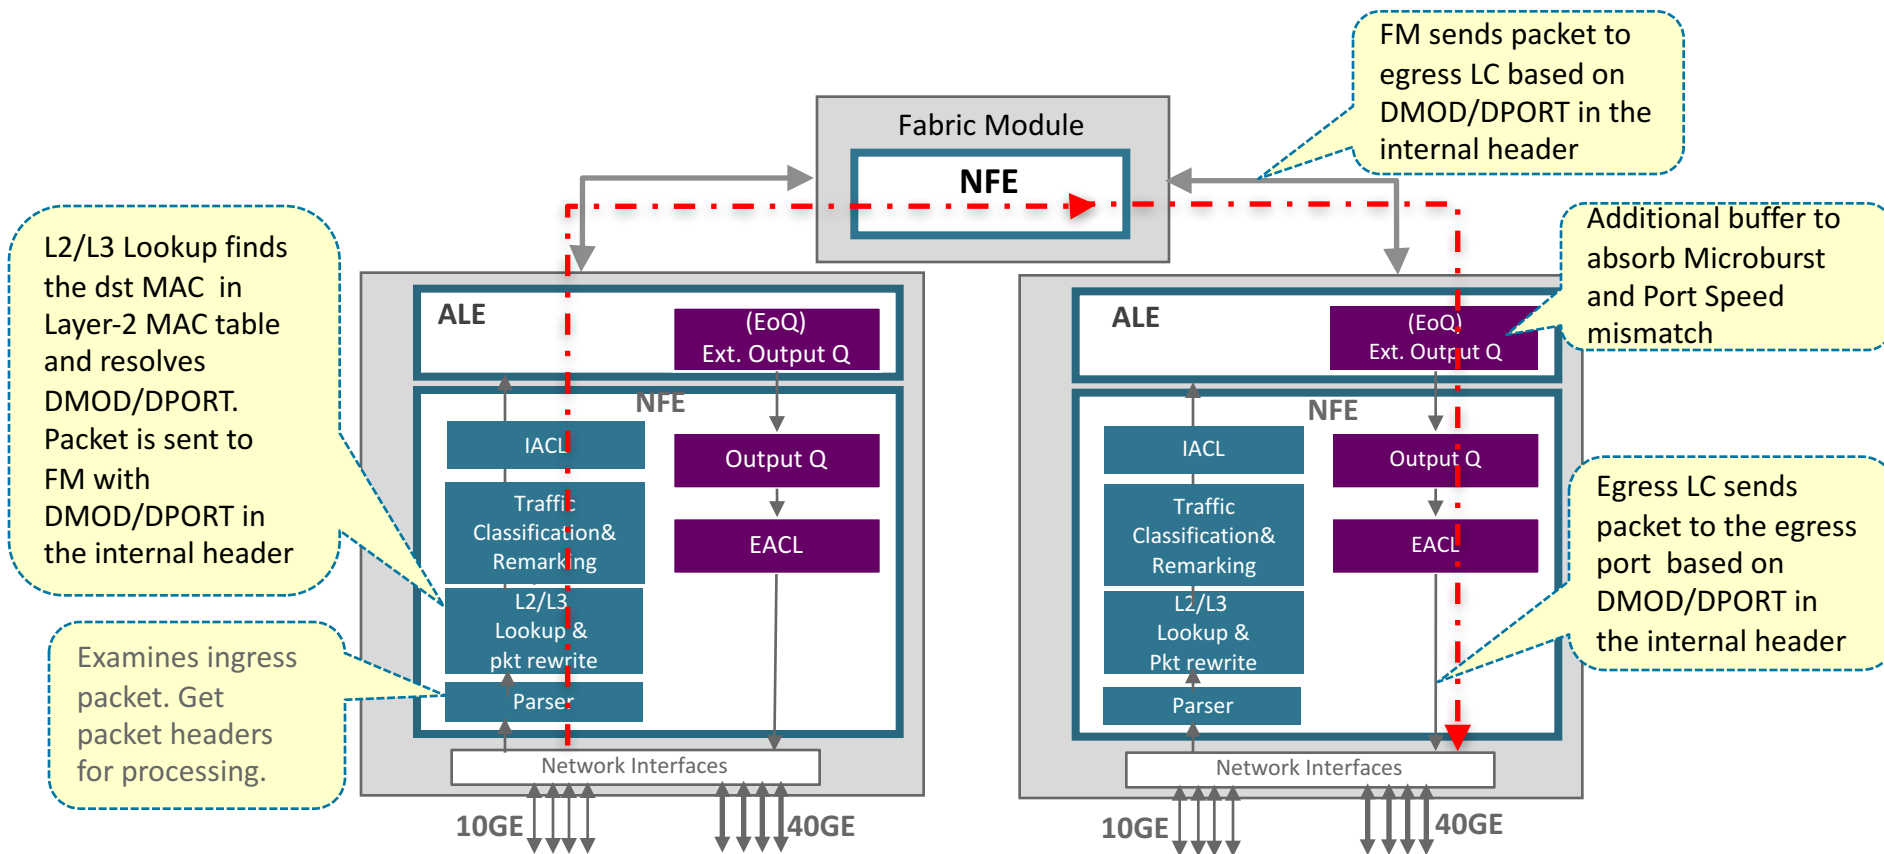 FM sends packet to
egress LC based on
DMOD/DPORT in the
internal header
Fabric Module
NFE
L2/L3 Lookup finds
the dst MAC in
Layer-2 MAC table
and resolves
DMOD/DPORT.
Packet is sent to
FM with
DMOD/DPORT in
the internal header
Examines ingress
packet. Get
packet headers
for processing.
ALE
(EoQ)
Ext. Output Q
NFE
IACL
Traffic
Classification&
Remarking
L2/L3
Lookup &
pkt rewrite
Parser
Output Q
EACL
Network Interfaces
10GE
40GE
ALE
(EoQ)
Ext. Output Q
NFE
IACL
Traffic
Classification&
Remarking
L2/L3
Lookup &
Pkt rewrite
Parser
Output Q
EACL
Network Interfaces
10GE
40GE
Additional buffer to
absorb Microburst
and Port Speed
mismatch
Egress LC sends
packet to the egress
port based on
DMOD/DPORT in
the internal header